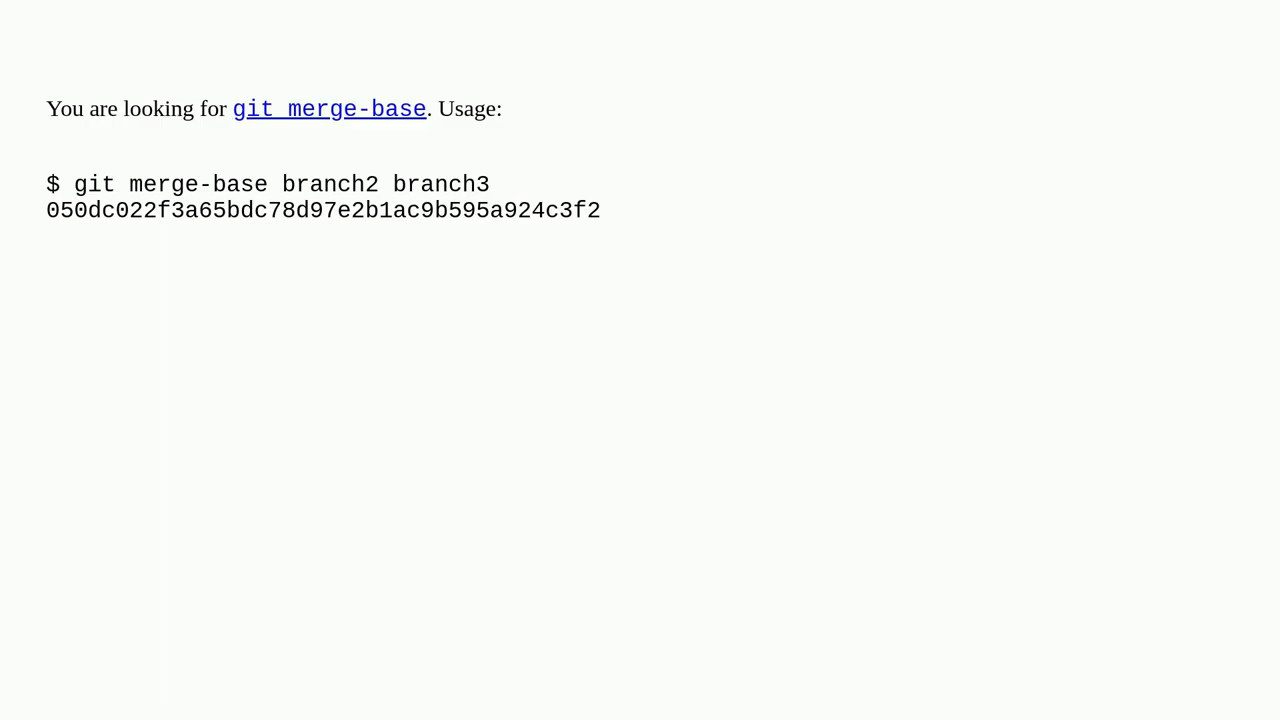 You are looking for git merge-base. Usage:
$ git merge-base branch2 branch3
050dc022f3a65bdc78d97e2b1ac9b595a924c3f2